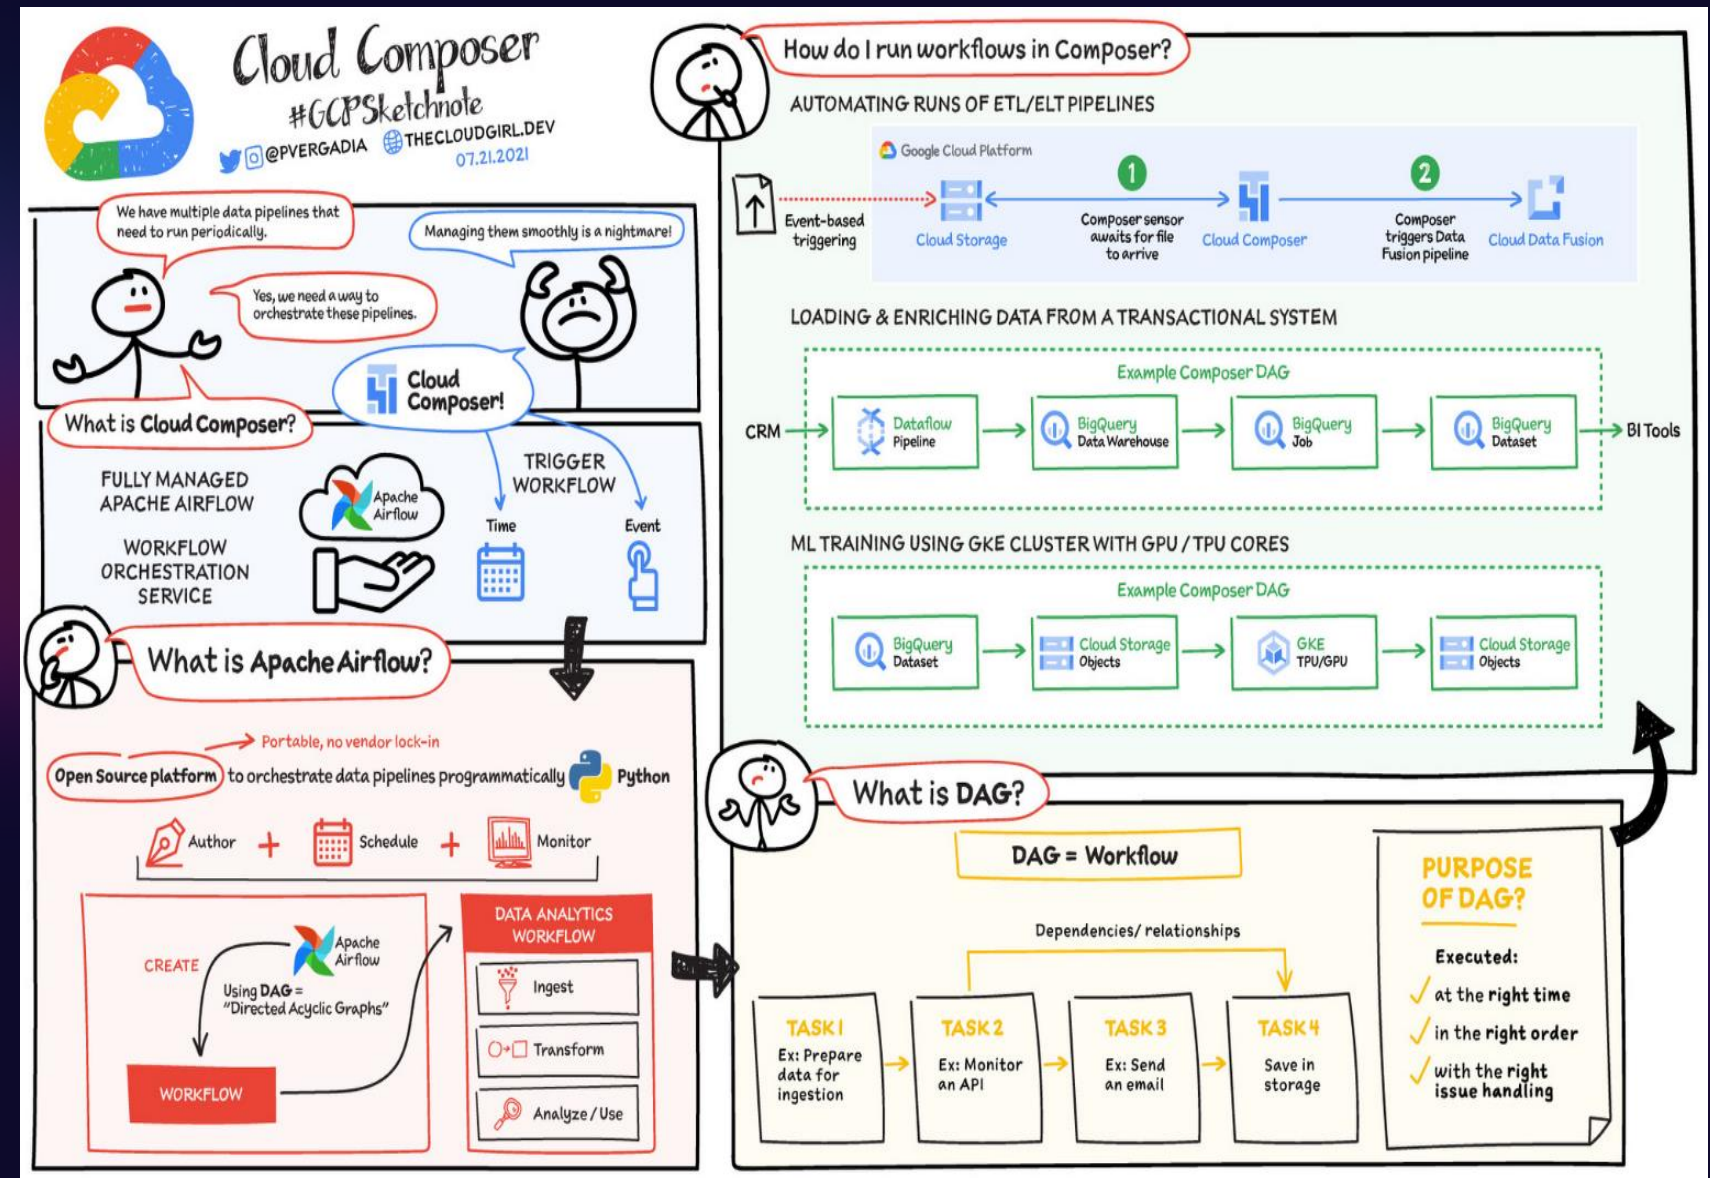 Cloud Composer
#GCPSketchnote
@PVERGADIA THECLOUDGIRL.DEV
07.21.2021
We have multiple data pipelines that
need to run periodically.
Managing them smoothly is a nightmare!
Yes, we need a way to
orchestrate these pipelines.
Cloud
Composer!
What is Cloud Composer?
FULLY MANAGED
APACHE AIRFLOW
WORKFLOW
ORCHESTRATION
SERVICE
Apache
Airflow
TRIGGER
WORKFLOW
Time
Event
What is Apache Airflow?
Portable, no vendor lock-in
Open Source platform to orchestrate data pipelines programmatically Python
Author + Schedule + Monitor
CREATE
Apache
Airflow
Using DAG =
"Directed Acyclic Graphs"
WORKFLOW
DATA ANALYTICS
WORKFLOW
Ingest
Transform
Analyze / Use
How do I run workflows in Composer?
AUTOMATING RUNS OF ETL/ELT PIPELINES
Google Cloud Platform
Event-based
triggering
Cloud Storage
1
Composer sensor
awaits for file
to arrive
Cloud Composer
2
Composer
triggers Data
Fusion pipeline
Cloud Data Fusion
LOADING & ENRICHING DATA FROM A TRANSACTIONAL SYSTEM
Example Composer DAG
CRM
Dataflow
Pipeline
BigQuery
Data Warehouse
BigQuery
Job
BigQuery
Dataset
BI Tools
ML TRAINING USING GKE CLUSTER WITH GPU / TPU CORES
Example Composer DAG
BigQuery
Dataset
Cloud Storage
Objects
GKE
TPU/GPU
Cloud Storage
Objects
What is DAG?
DAG = Workflow
Dependencies/ relationships
TASK 1
Ex: Prepare
data for
ingestion
TASK 2
Ex: Monitor
an API
TASK 3
Ex: Send
an email
TASK 4
Save in
storage
PURPOSE
OF DAG?
Executed:
at the right time
in the right order
with the right
issue handling